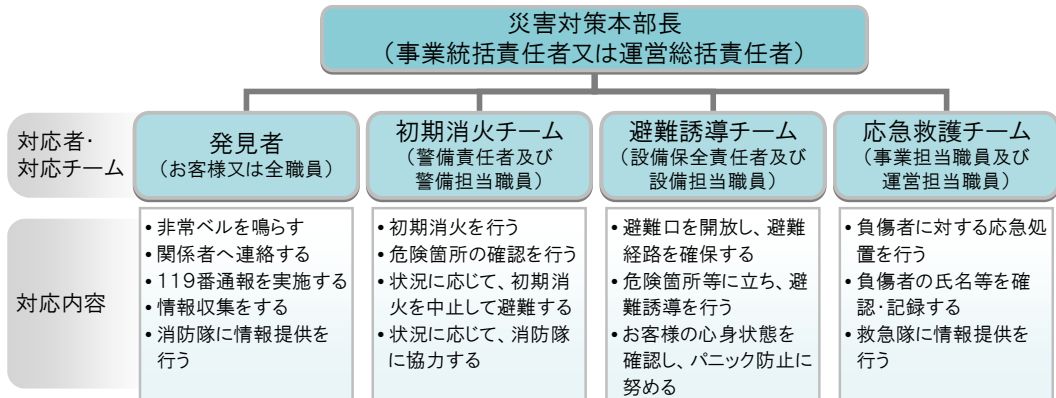 災害対策本部長
（事業統括責任者又は運営総括責任者）
対応者・
対応チーム
発見者
（お客様又は全職員）
初期消火チーム
（警備責任者及び
警備担当職員）
避難誘導チーム
（設備保全責任者及び
設備担当職員）
応急救護チーム
（事業担当職員及び
運営担当職員）
対応内容
• 非常ベルを鳴らす
• 関係者へ連絡する
• 119番通報を実施する
• 情報収集をする
• 消防隊に情報提供を
行う
• 初期消火を行う
• 危険箇所の確認を行う
• 状況に応じて、初期消
火を中止して避難する
• 状況に応じて、消防隊
に協力する
• 避難口を開放し、避難
経路を確保する
• 危険箇所等に立ち、避
難誘導を行う
• お客様の心身状態を
確認し、パニック防止に
努める
• 負傷者に対する応急処
置を行う
• 負傷者の氏名等を確
認・記録する
• 救急隊に情報提供を
行う